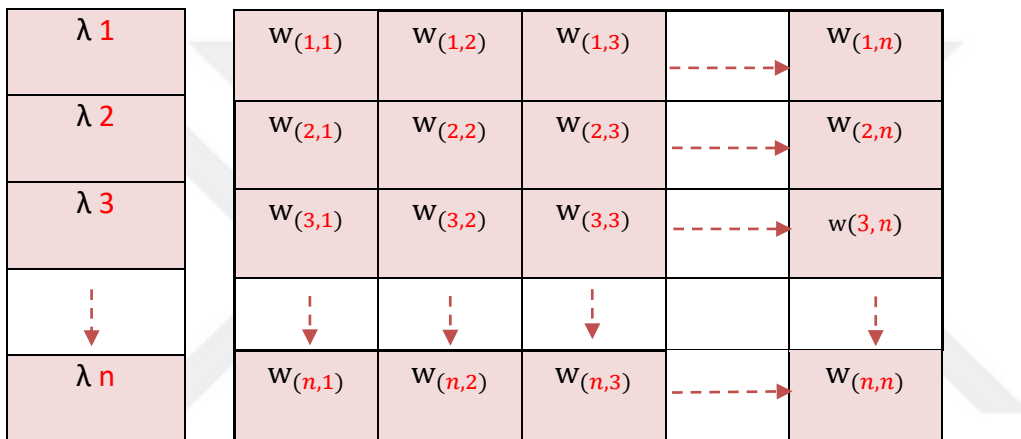 λ 1 w(1,1) w(1,2) w(1,3) w(1,n)
λ 2 w(2,1) w(2,2) w(2,3) w(2,n)
λ 3 w(3,1) w(3,2) w(3,3) w(3,n)
λ n w(n,1) w(n,2) w(n,3) w(n,n)